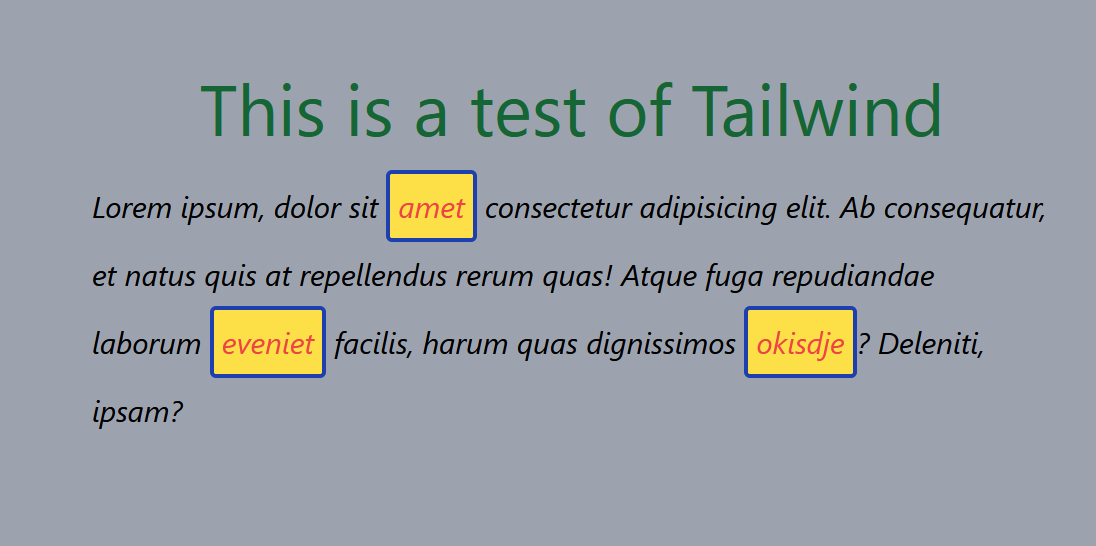 This is a test of Tailwind
Lorem ipsum, dolor sit amet consectetur adipisicing elit. Ab consequatur,
et natus quis at repellendus rerum quas! Atque fuga repudiandae
laborum eveniet facilis, harum quas dignissimos okisdje? Deleniti,
ipsam?